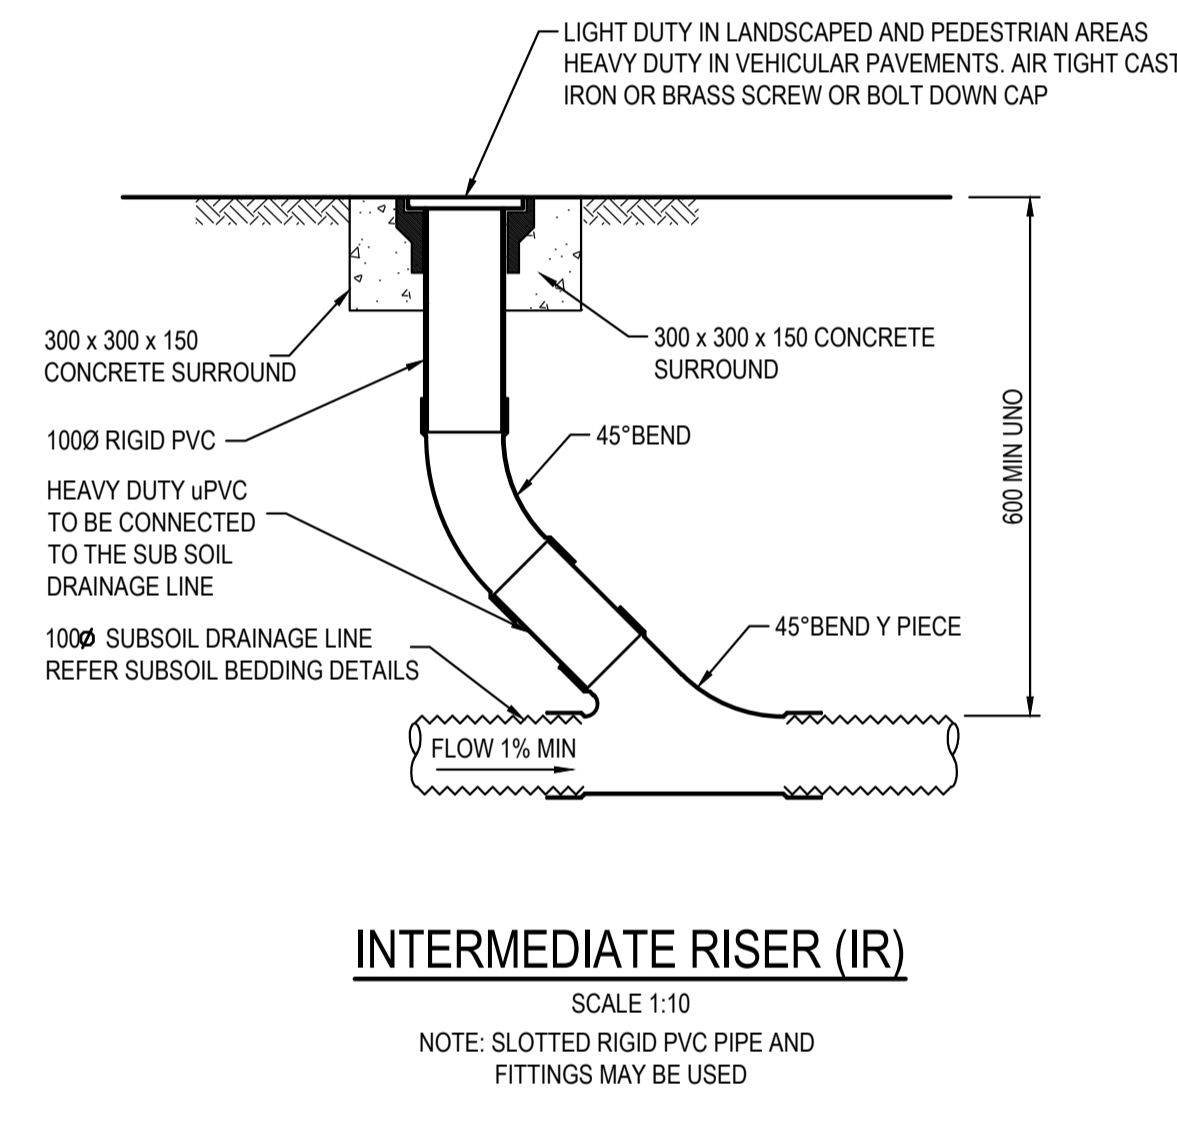 LIGHT DUTY IN LANDSCAPED AND PEDESTRIAN AREAS
HEAVY DUTY IN VEHICULAR PAVEMENTS. AIR TIGHT CAST
IRON OR BRASS SCREW OR BOLT DOWN CAP
300 x 300 x 150
CONCRETE SURROUND
300 x 300 x 150 CONCRETE
SURROUND
100Ø RIGID PVC
45°BEND
600 MIN UNO
HEAVY DUTY uPVC
TO BE CONNECTED
TO THE SUB SOIL
DRAINAGE LINE
100Ø SUBSOIL DRAINAGE LINE
REFER SUBSOIL BEDDING DETAILS
45°BEND Y PIECE
FLOW 1% MIN
INTERMEDIATE RISER (IR)
SCALE 1:10
NOTE: SLOTTED RIGID PVC PIPE AND
FITTINGS MAY BE USED